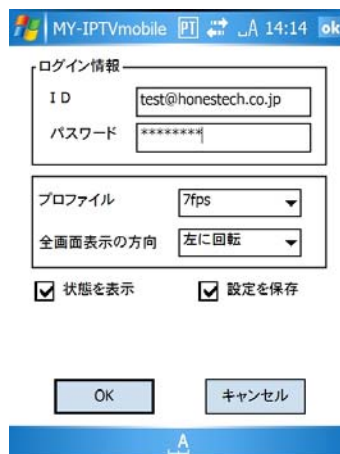 MY-IPTVmobile PT A 14:14 ok
ログイン情報
ID test@honestech.co.jp
パスワード ********
プロファイル 7fps
全画面表示の方向 左に回転
状態を表示 設定を保存
OK キャンセル
A